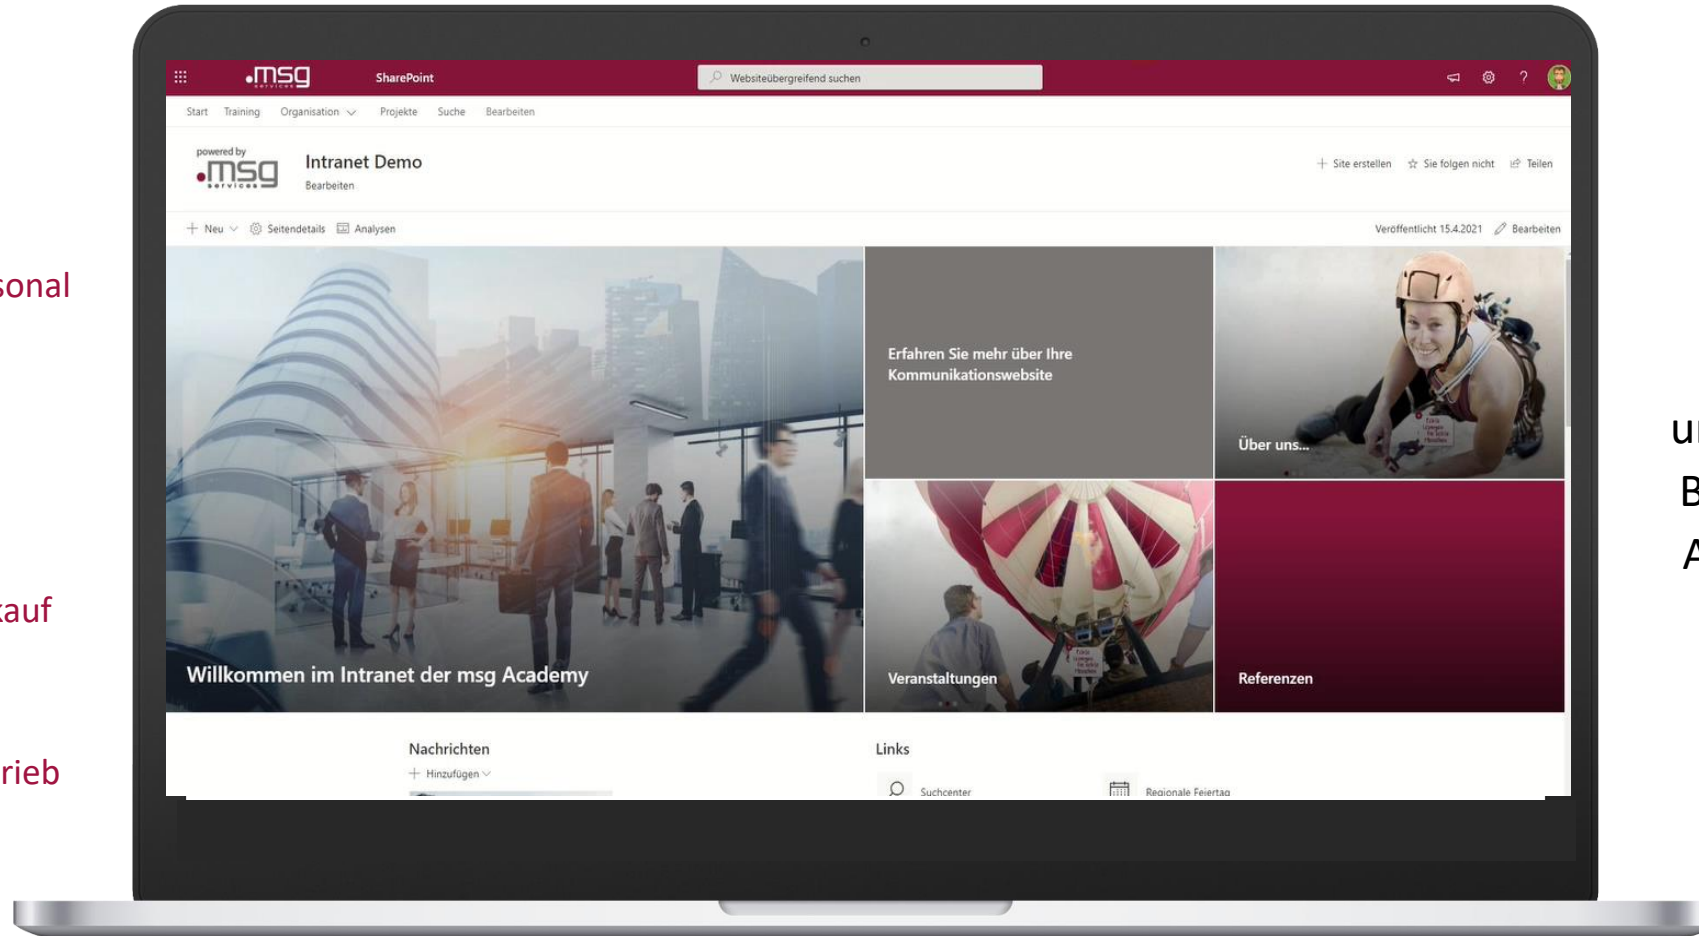 .msg
services
SharePoint
Websiteübergreifend suchen
?
Start Training Organisation Projekte Suche Bearbeiten
powered by
.msg
services
Intranet Demo
Bearbeiten
+ Site erstellen
Sie folgen nicht
Teilen
+ Neu
Seitendetails
Analysen
Veröffentlicht 15.4.2021
Bearbeiten
sonal
Erfahren Sie mehr über Ihre
Kommunikationswebsite
Über uns...
Willkommen im Intranet der msg Academy
Veranstaltungen
Referenzen
kauf
rieb
Nachrichten
+ Hinzufügen
Links
Suchcenter
Regionale Feiertag
B
A